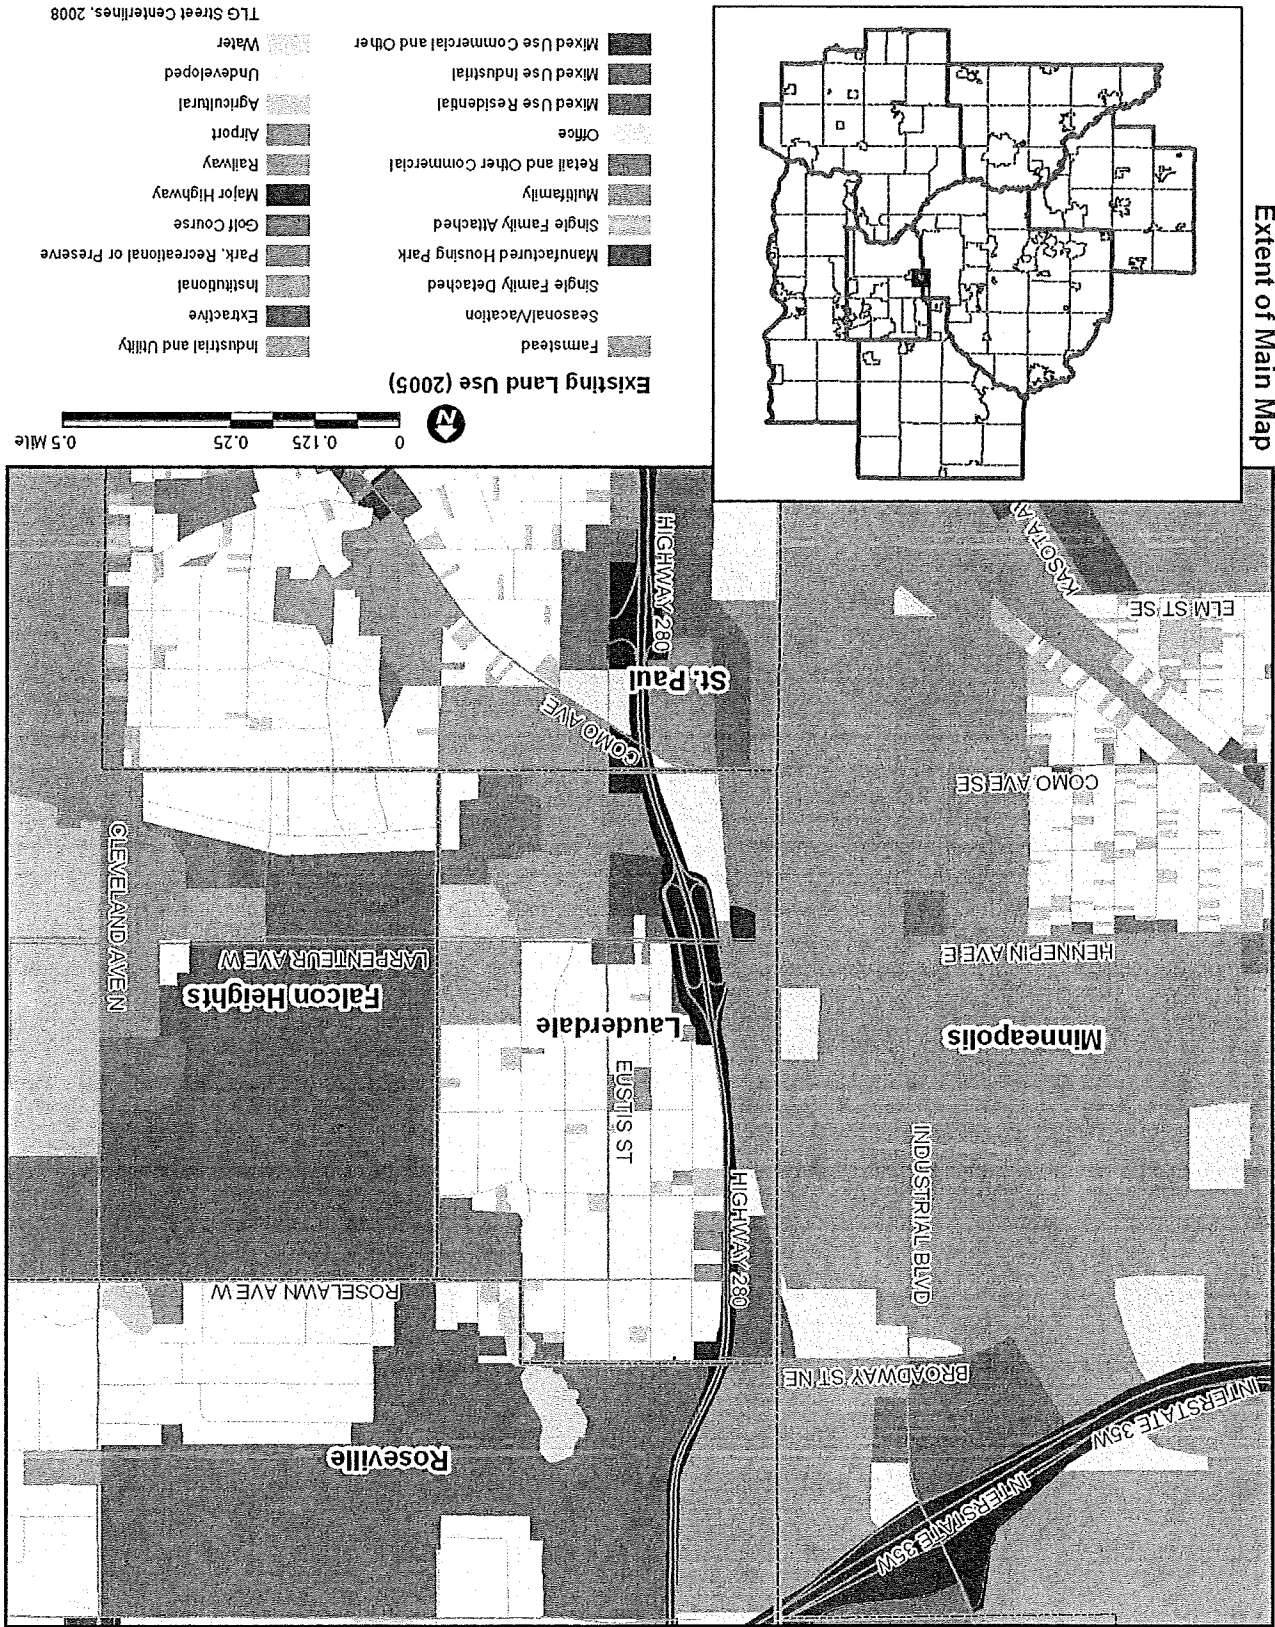 INTERSTATE 35W
INTERSTATE 35W
Roseville
BROADWAY ST NE
ROSELAWN AVE W
HIGHWAY 280
INDUSTRIAL BLVD
EUSTIS ST
Minneapolis
Lauderdale
Falcon Heights
HENNEPIN AVE E
LARPENTEUR AVE W
CLEVELAND AVE N
COMO AVE SE
COMO AVE
St. Paul
ELM ST SE
KASOTA A
HIGHWAY 280
Extent of Main Map
N
0 0.125 0.25 0.5 Mile
Existing Land Use (2005)
Farmstead
Seasonal/Vacation
Single Family Detached
Manufactured Housing Park
Single Family Attached
Multifamily
Retail and Other Commercial
Office
Mixed Use Residential
Mixed Use Industrial
Mixed Use Commercial and Other
Industrial and Utility
Extractive
Institutional
Park, Recreational or Preserve
Golf Course
Major Highway
Railway
Airport
Agricultural
Undeveloped
Water
TLG Street Centerlines, 2008